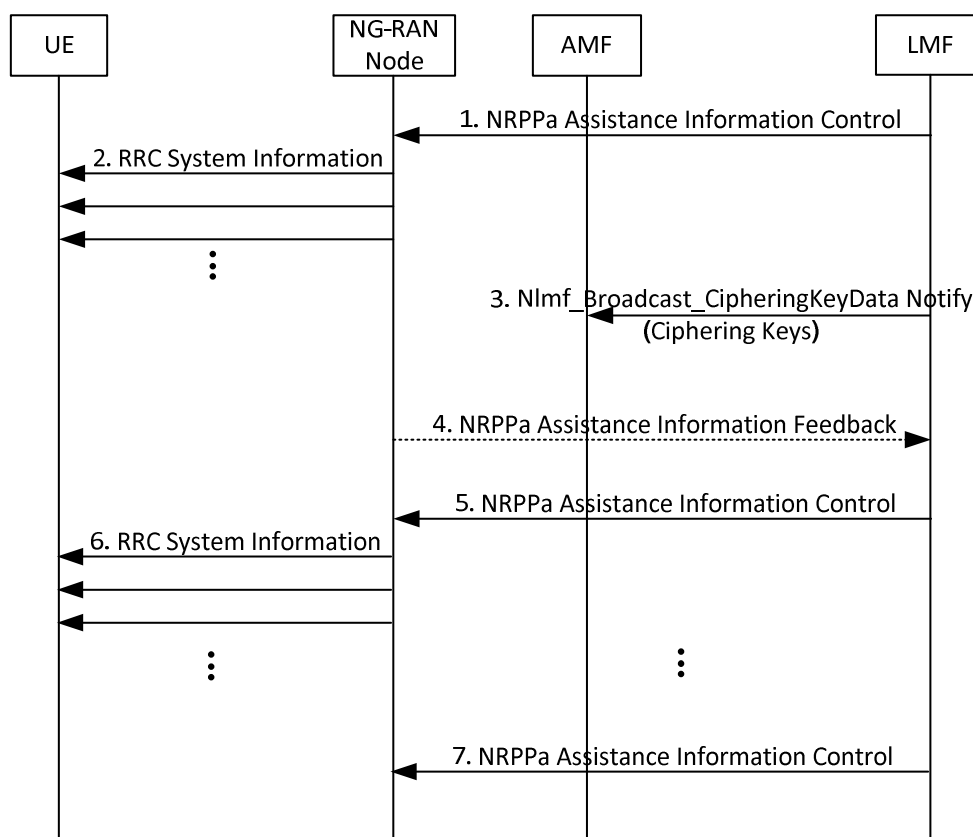 UE
NG-RAN
Node
AMF
LMF
1. NRPPa Assistance Information Control
2. RRC System Information
3. Nlmf_Broadcast_CipheringKeyData Notify
(Ciphering Keys)
4. NRPPa Assistance Information Feedback
5. NRPPa Assistance Information Control
6. RRC System Information
7. NRPPa Assistance Information Control